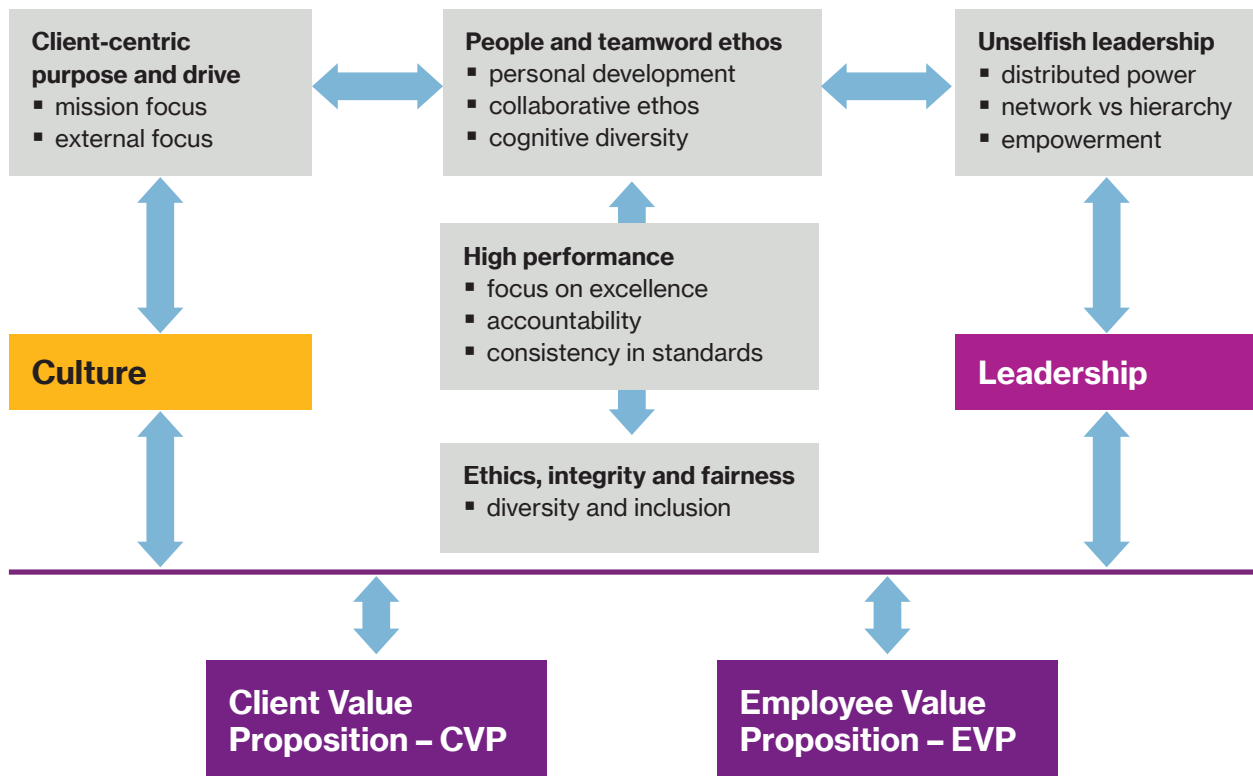 Client-centric
purpose and drive
▪ mission focus
▪ external focus
People and teamword ethos
▪ personal development
▪ collaborative ethos
▪ cognitive diversity
Unselfish leadership
▪ distributed power
▪ network vs hierarchy
▪ empowerment
High performance
▪ focus on excellence
▪ accountability
▪ consistency in standards
Culture
Leadership
Ethics, integrity and fairness
▪ diversity and inclusion
Client Value
Proposition – CVP
Employee Value
Proposition – EVP